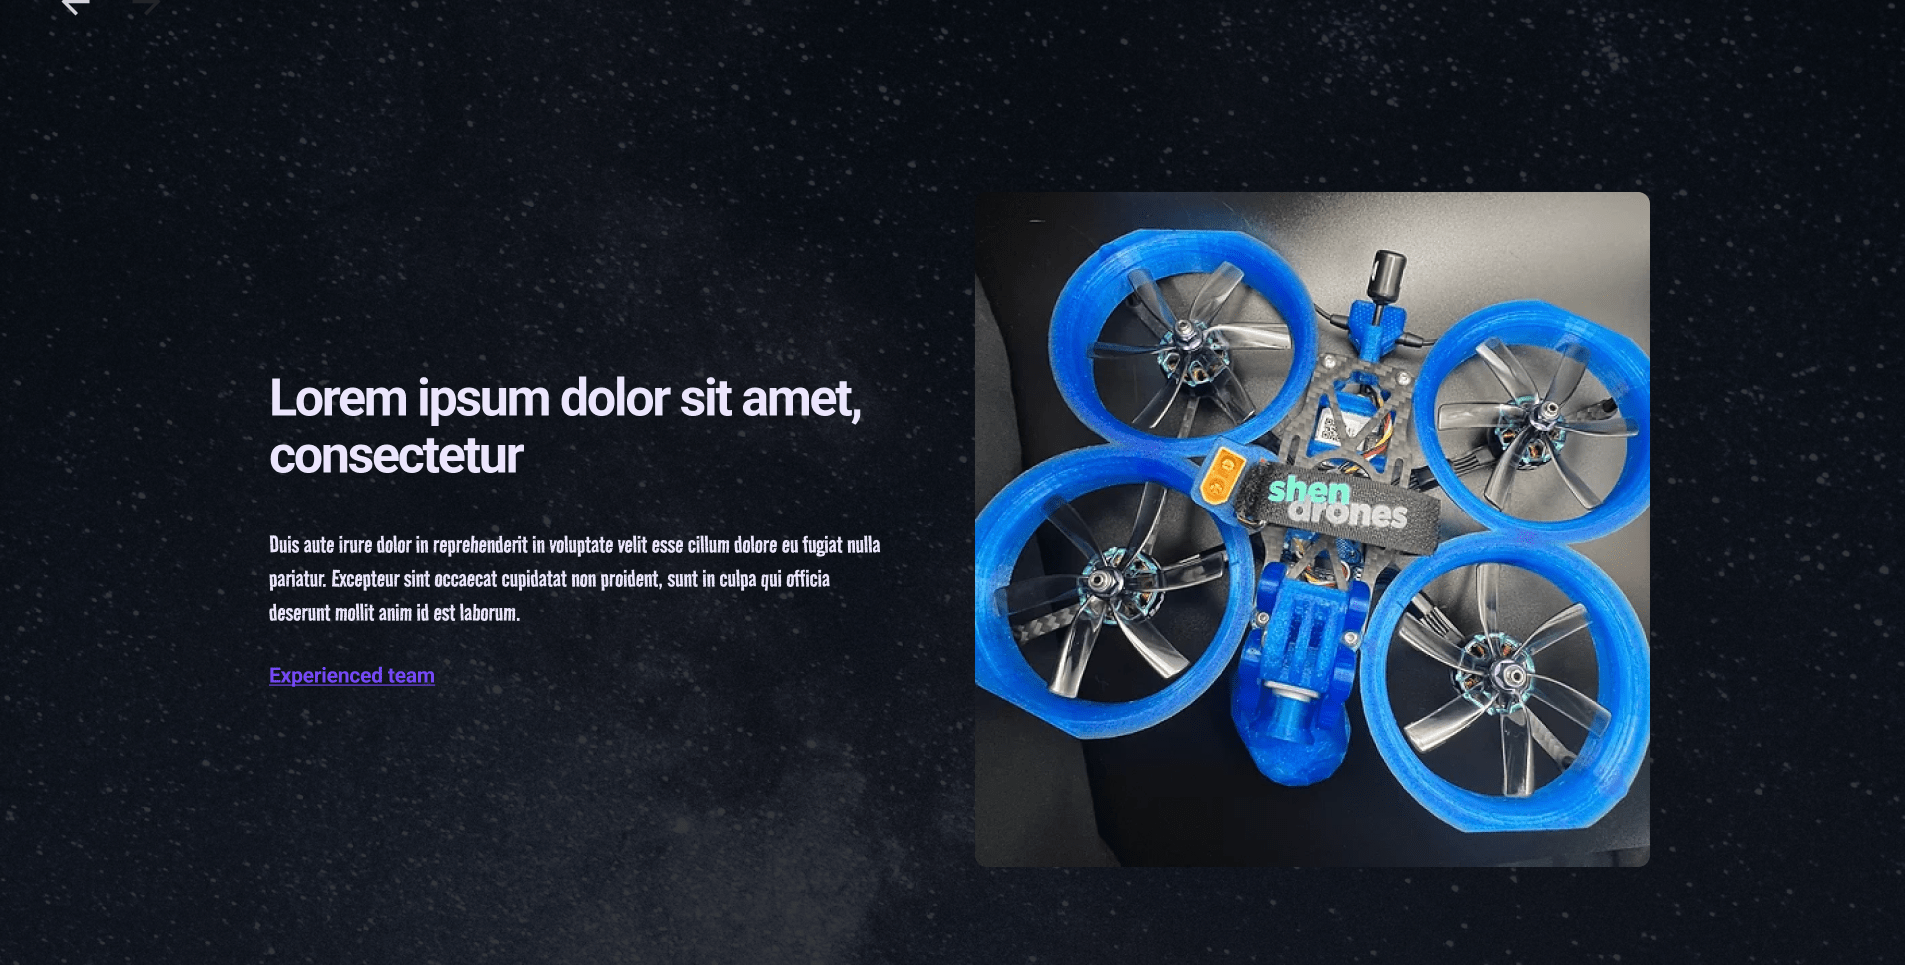 Lorem ipsum dolor sit amet,
consectetur
Duis aute irure dolor in reprehenderit in voluptate velit esse cillum dolore eu fugiat nulla
pariatur. Excepteur sint occaecat cupidatat non proident, sunt in culpa qui officia
deserunt mollit anim id est laborum.
Experienced team
shen
drones